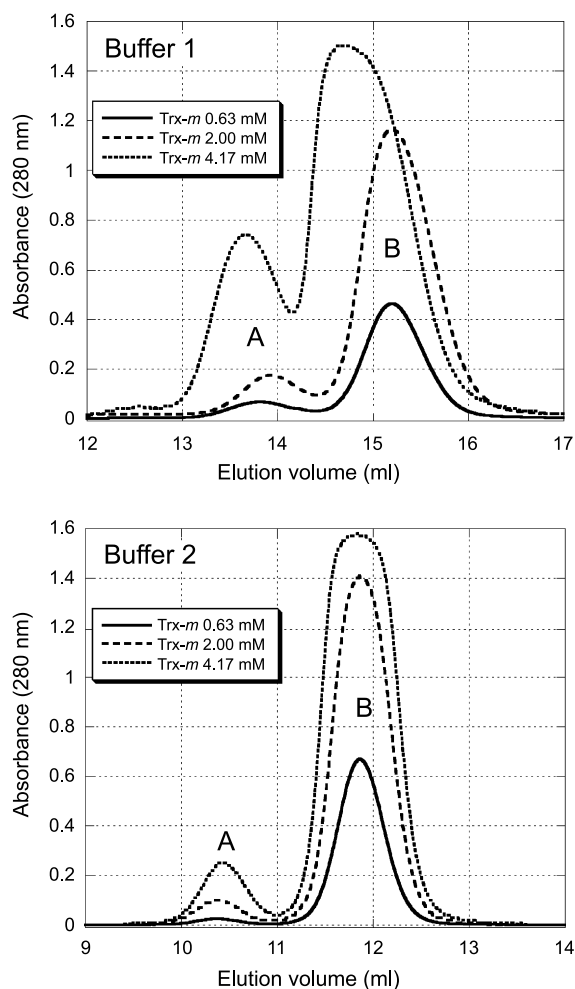 Buffer 1
Trx-m 0.63 mM
Trx-m 2.00 mM
Trx-m 4.17 mM
A
B
Absorbance (280 nm)
1.6
1.4
1.2
1
0.8
0.6
0.4
0.2
0
12 13 14 15 16 17
Elution volume (ml)
Buffer 2
Trx-m 0.63 mM
Trx-m 2.00 mM
Trx-m 4.17 mM
A
B
Absorbance (280 nm)
1.6
1.4
1.2
1
0.8
0.6
0.4
0.2
0
9 10 11 12 13 14
Elution volume (ml)